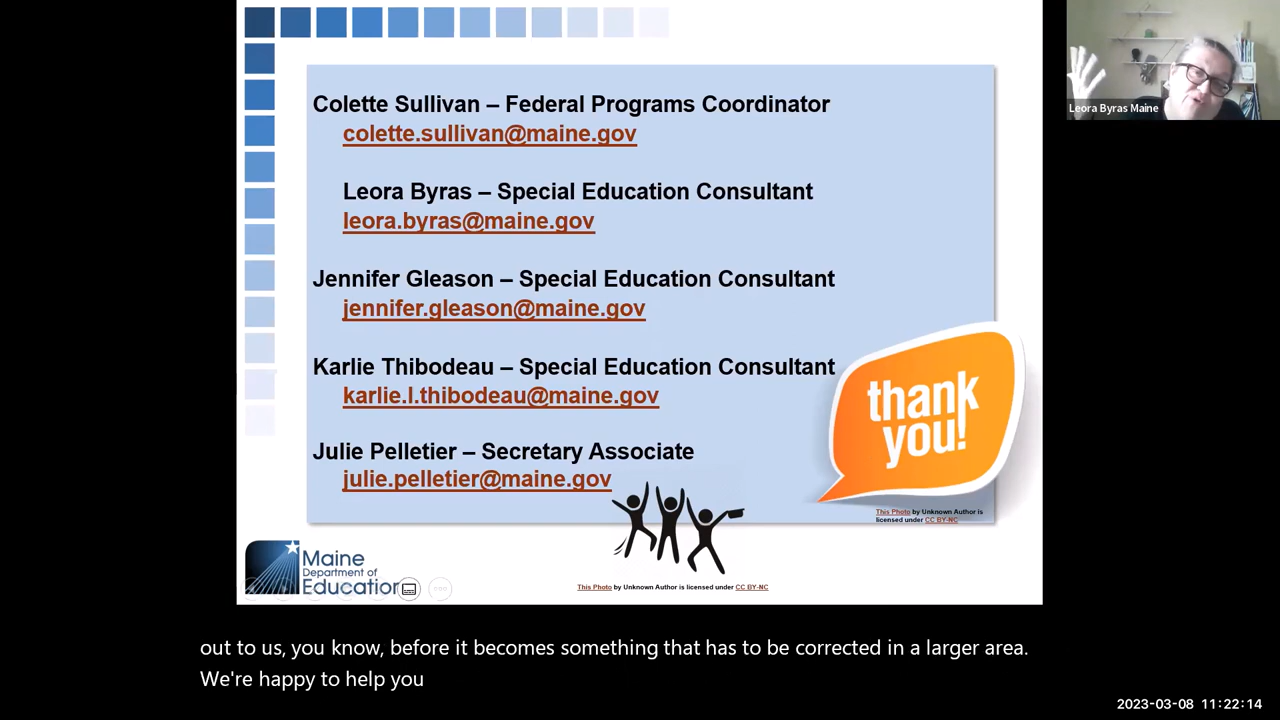 Colette Sullivan – Federal Programs Coordinator
colette.sullivan@maine.gov
Leora Byras – Special Education Consultant
leora.byras@maine.gov
Jennifer Gleason – Special Education Consultant
jennifer.gleason@maine.gov
Karlie Thibodeau – Special Education Consultant
karlie.l.thibodeau@maine.gov
Julie Pelletier – Secretary Associate
julie.pelletier@maine.gov
thank
you!
This Photo by Unknown Author is
licensed under CC BY-NC
Maine
Department of
Education
This Photo by Unknown Author is licensed under CC BY-NC
Leora Byras Maine
out to us, you know, before it becomes something that has to be corrected in a larger area.
We're happy to help you
2023-03-08 11:22:14